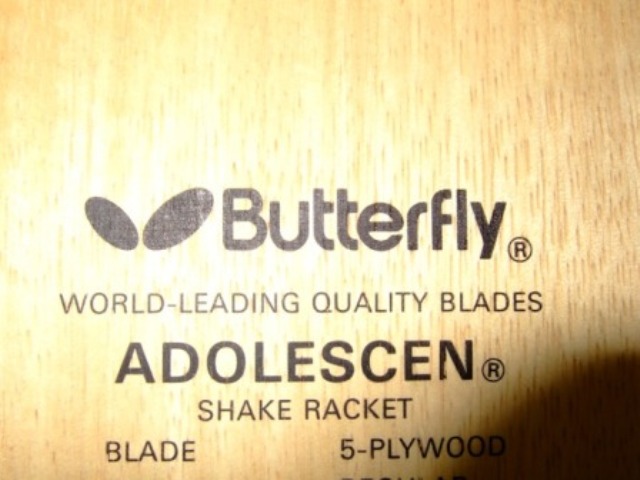 Butterfly®
WORLD-LEADING QUALITY BLADES
ADOLESCEN®
SHAKE RACKET
BLADE 5-PLYWOOD